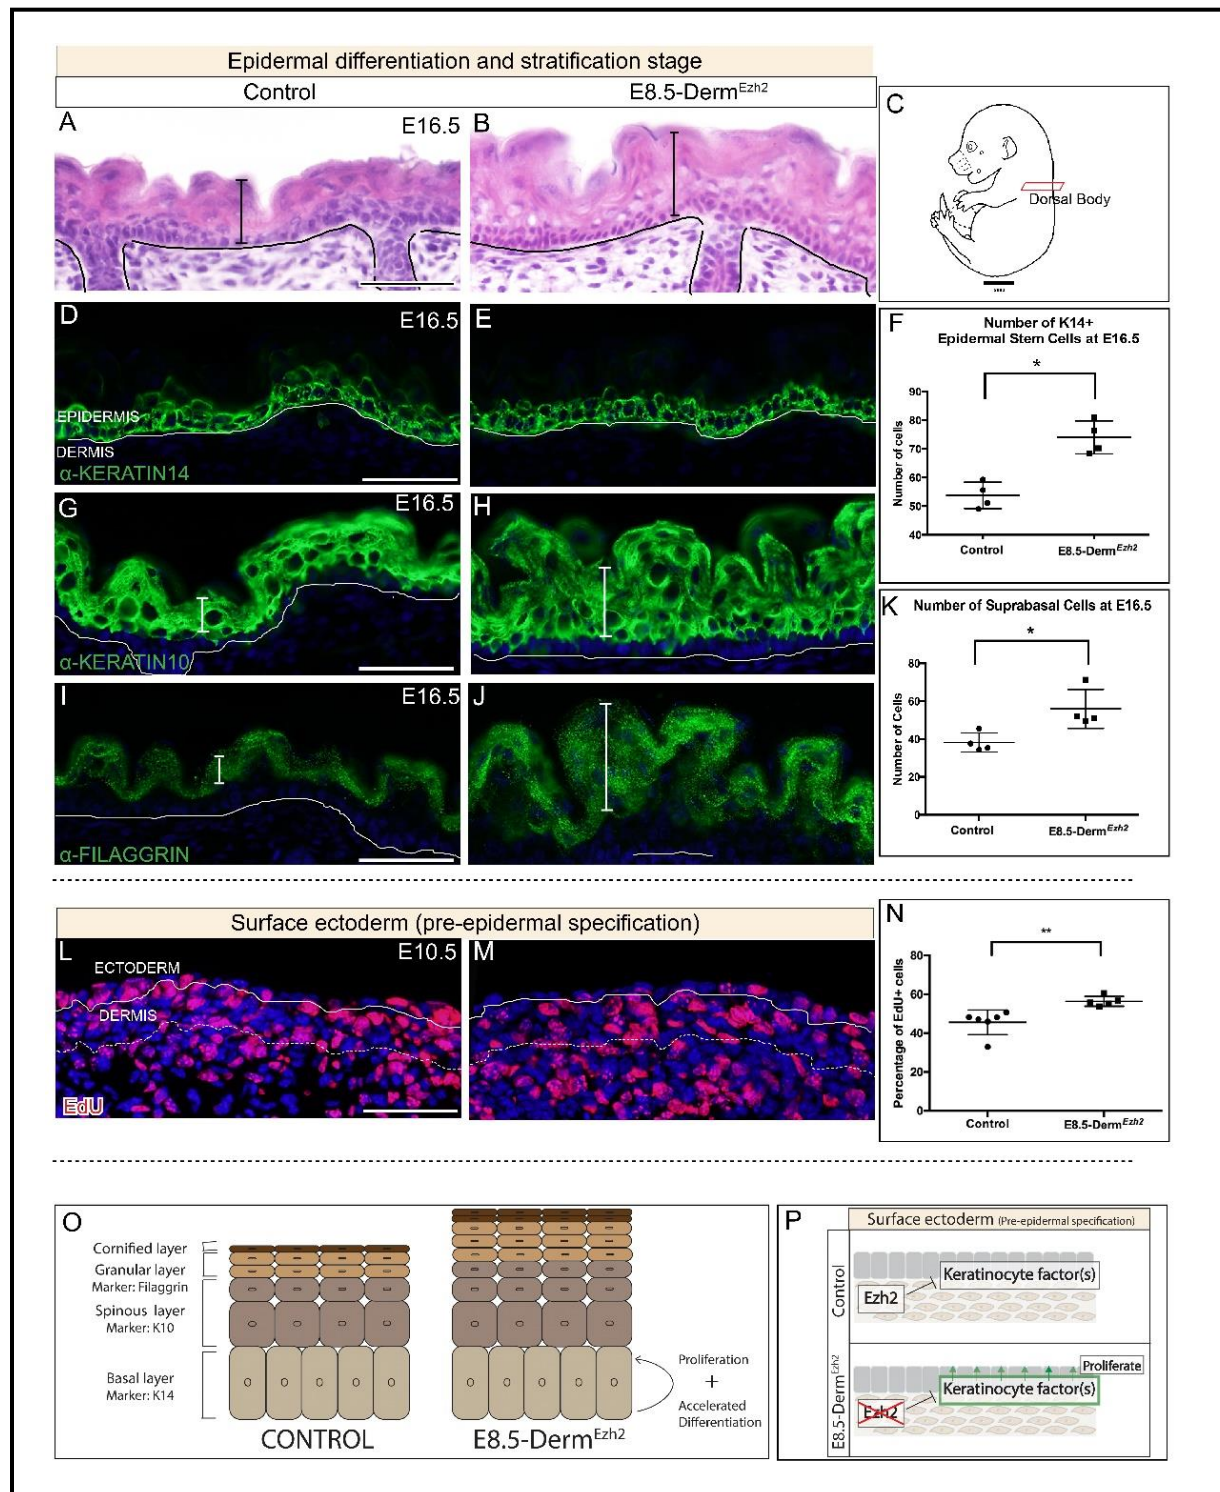 Epidermal differentiation and stratification stage
Control
E8.5-Derm^Ezh2
A
E16.5
B
C
Dorsal Body
D
E16.5
EPIDERMIS
DERMIS
α-KERATIN14
E
F
Number of K14+
Epidermal Stern Cells at E16.5
*
Number of cells
90
80
70
60
50
40
Control
E8.5-Derm^Ezh2
G
E16.5
α-KERATIN10
H
I
E16.5
α-FILAGGRIN
J
K
Number of Suprabasal Cells at E16.5
*
Number of Cells
80
60
40
20
0
Control
E8.5-Derm^Ezh2
Surface ectoderm (pre-epidermal specification)
L
E10.5
ECTODERM
DERMIS
EdU
M
N
**
Percentage of EdU+ cells
80
60
40
20
0
Control
E8.5-Derm^Ezh2
O
Cornified layer
Granular layer
Marker: Filaggrin
Spinous layer
Marker: K10
Basal layer
Marker: K14
CONTROL
E8.5-Derm^Ezh2
Proliferation
+
Accelerated
Differentiation
P
Surface ectoderm (Pre-epidermal specification)
Control
Keratinocyte factor(s)
Ezh2
E8.5-Derm^Ezh2
Proliferate
Keratinocyte factor(s)
Ezh2